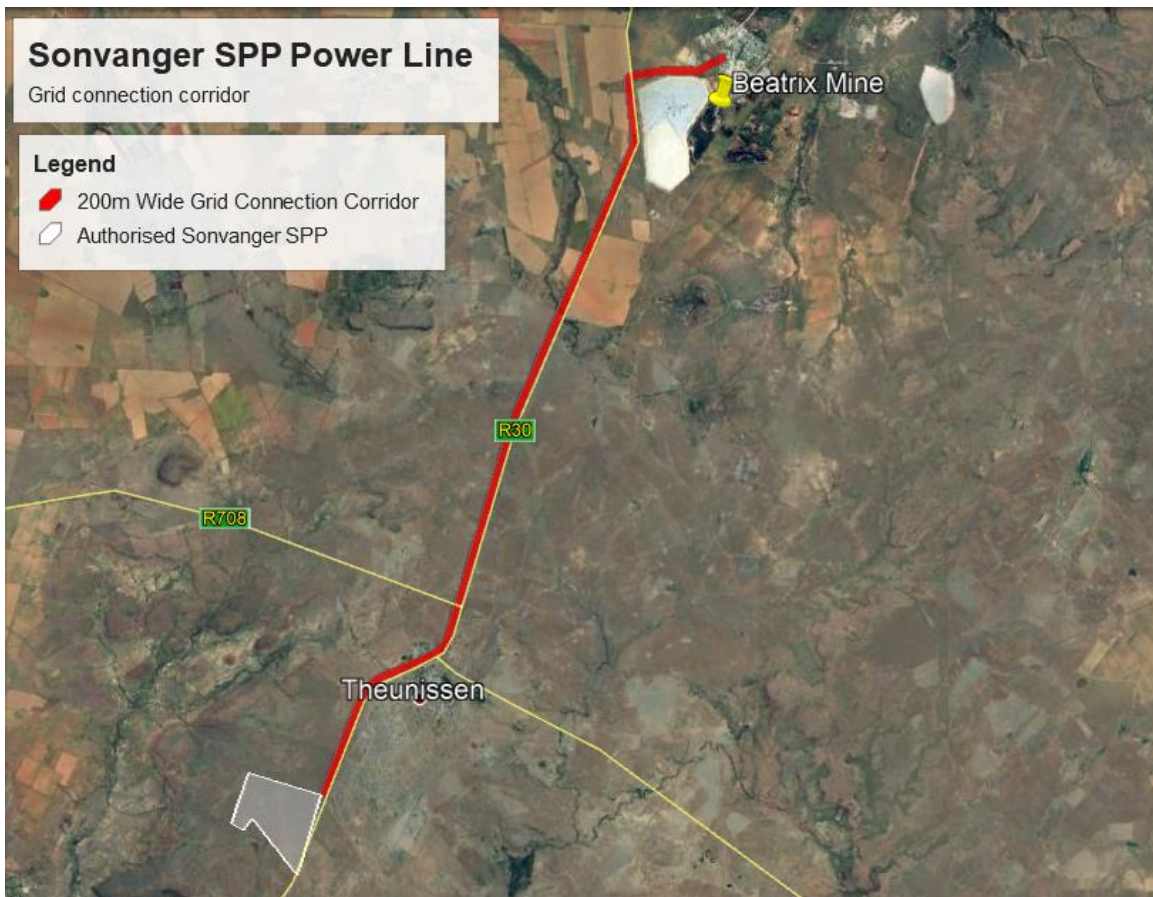 Sonvanger SPP Power Line
Grid connection corridor
Legend
200m Wide Grid Connection Corridor
Authorised Sonvanger SPP
Beatrix Mine
R30
R708
Theunissen